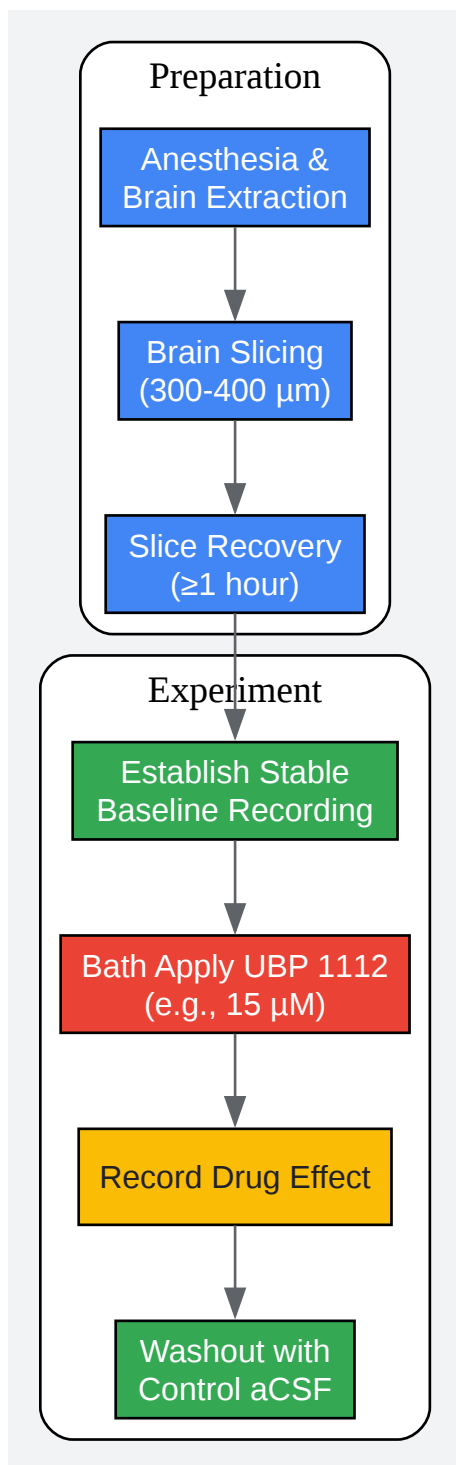 Preparation
Anesthesia &
Brain Extraction
Brain Slicing
(300-400 µm)
Slice Recovery
(≥1 hour)
Experiment
Establish Stable
Baseline Recording
Bath Apply UBP 1112
(e.g., 15 µM)
Record Drug Effect
Washout with
Control aCSF